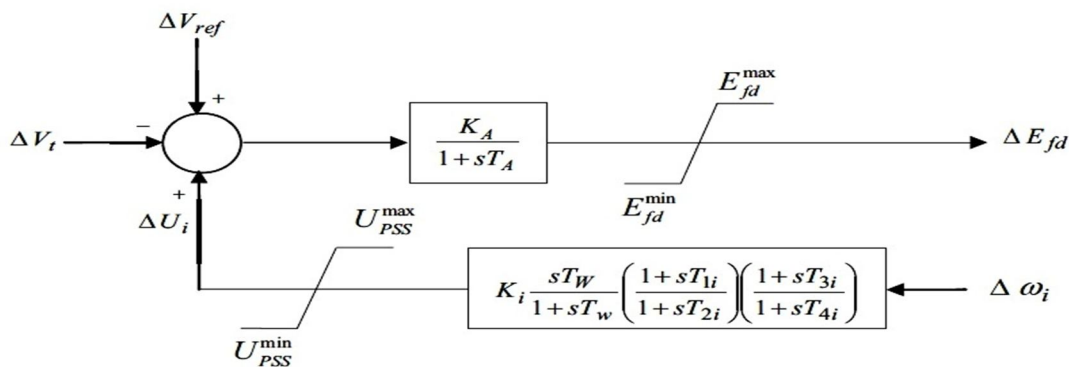 ΔV_ref
+
ΔV_t
−
K_A / (1 + sT_A)
E_fd^max
E_fd^min
ΔE_fd
+
ΔU_i
U_PSS^max
U_PSS^min
K_i (sT_W / (1 + sT_w)) ((1 + sT_1i) / (1 + sT_2i)) ((1 + sT_3i) / (1 + sT_4i))
Δ ω_i